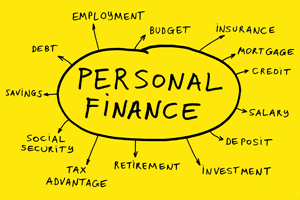 EMPLOYMENT
BUDGET
INSURANCE
DEBT
MORTGAGE
CREDIT
PERSONAL
FINANCE
SAVINGS
SALARY
SOCIAL
SECURITY
DEPOSIT
TAX
ADVANTAGE
RETIREMENT
INVESTMENT